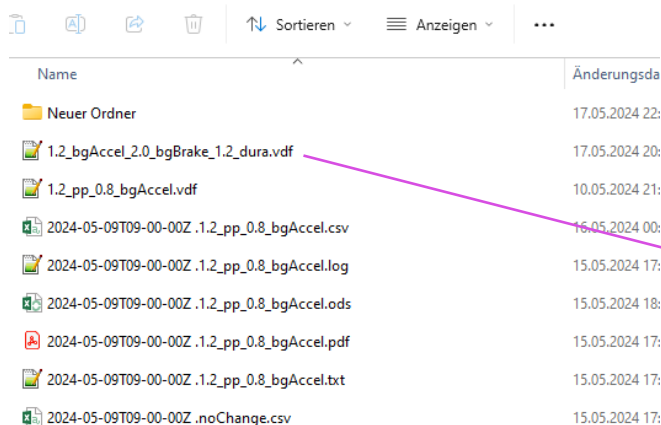 Sortieren Anzeigen
Name Änderungsda
Neuer Ordner 17.05.2024 22:
1.2_bgAccel_2.0_bgBrake_1.2_dura.vdf 17.05.2024 20:
1.2_pp_0.8_bgAccel.vdf 10.05.2024 21:
2024-05-09T09-00-00Z .1.2_pp_0.8_bgAccel.csv 16.05.2024 00:
2024-05-09T09-00-00Z .1.2_pp_0.8_bgAccel.log 15.05.2024 17:
2024-05-09T09-00-00Z .1.2_pp_0.8_bgAccel.ods 15.05.2024 18:
2024-05-09T09-00-00Z .1.2_pp_0.8_bgAccel.pdf 15.05.2024 17:
2024-05-09T09-00-00Z .1.2_pp_0.8_bgAccel.txt 15.05.2024 17:
2024-05-09T09-00-00Z .noChange.csv 15.05.2024 17: